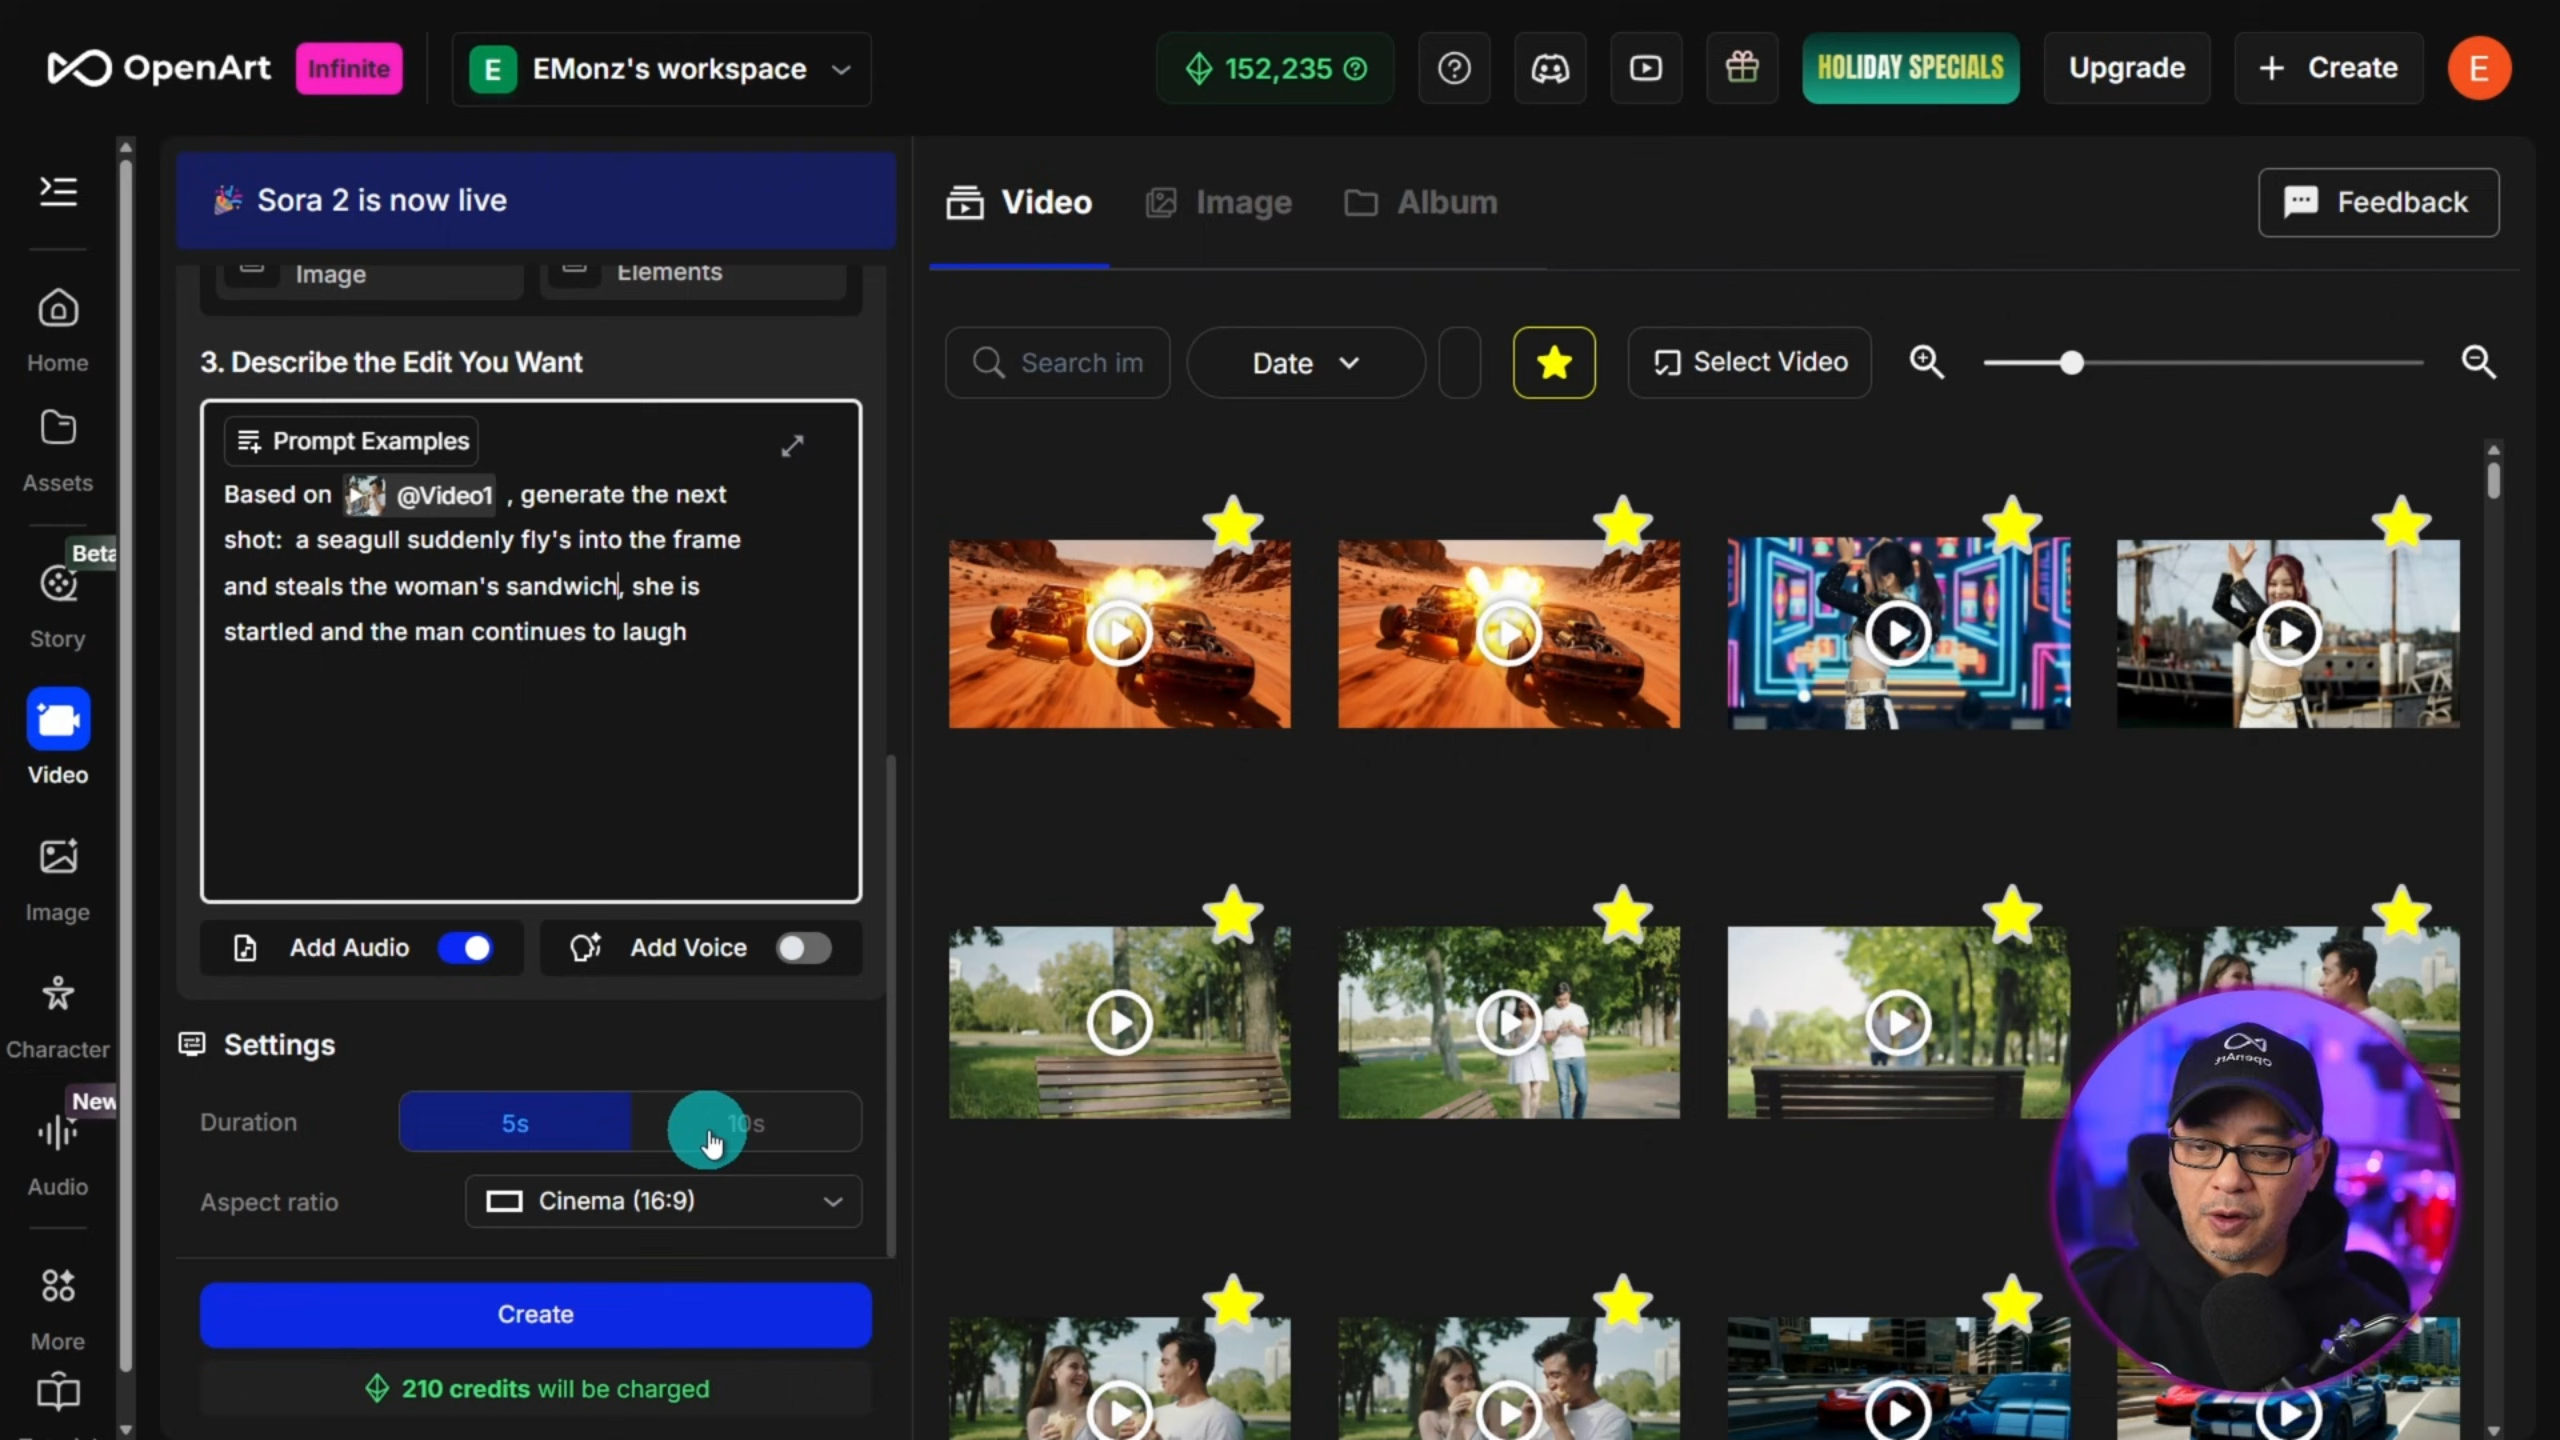 OpenArt Infinite E EMonz's workspace 152,235 HOLIDAY SPECIALS Upgrade + Create E
Sora 2 is now live
Image Elements
3. Describe the Edit You Want
Prompt Examples
Based on @Video1 , generate the next
shot: a seagull suddenly fly's into the frame
and steals the woman's sandwich, she is
startled and the man continues to laugh
Add Audio Add Voice
Settings
Duration 5s 10s
Aspect ratio Cinema (16:9)
Create
210 credits will be charged
Home
Assets
Beta
Story
Video
Image
Character
New
Audio
More
Video Image Album Feedback
Search im Date Select Video
OpenArt